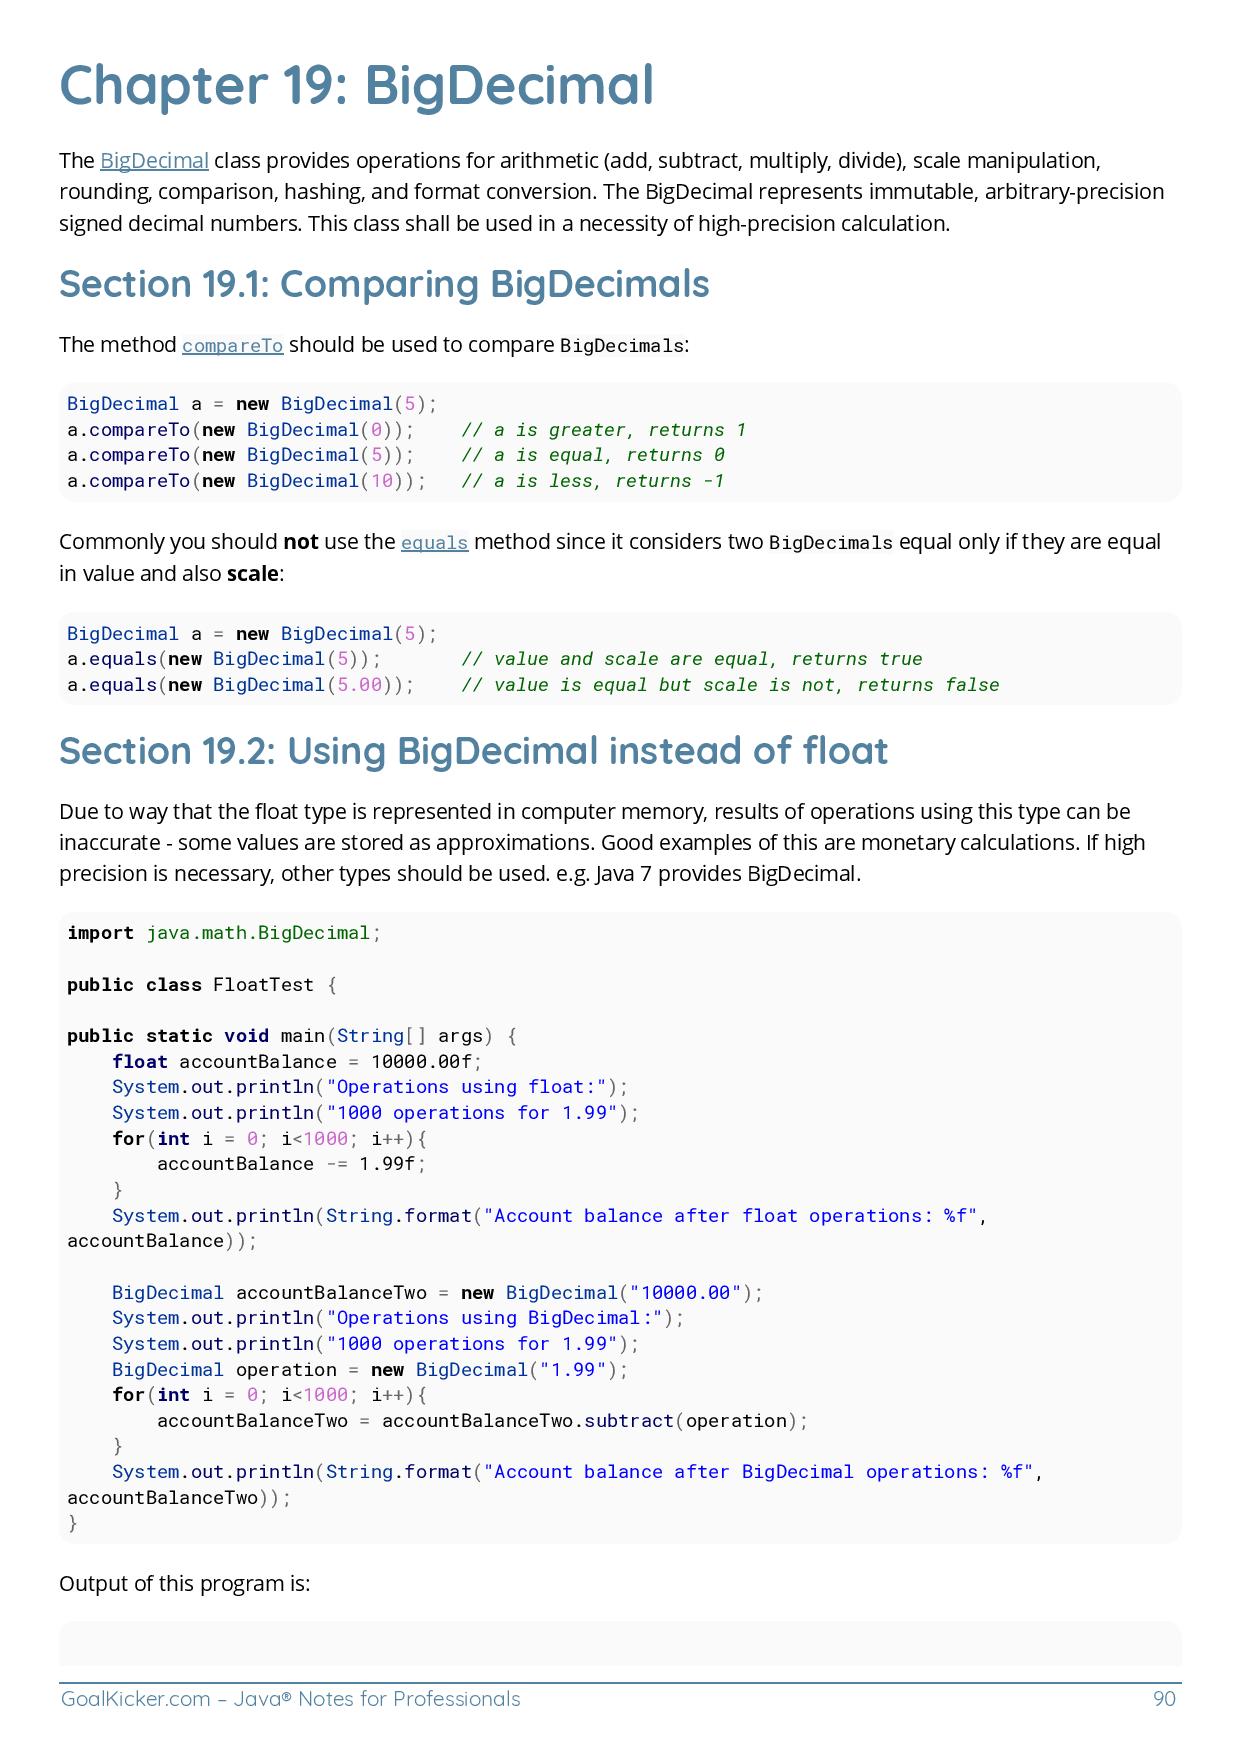 Chapter 19: BigDecimal
The BigDecimal class provides operations for arithmetic (add, subtract, multiply, divide), scale manipulation,
rounding, comparison, hashing, and format conversion. The BigDecimal represents immutable, arbitrary-precision
signed decimal numbers. This class shall be used in a necessity of high-precision calculation.
Section 19.1: Comparing BigDecimals
The method compareTo should be used to compare BigDecimals:
BigDecimal a = new BigDecimal(5);
a.compareTo(new BigDecimal(0));    // a is greater, returns 1
a.compareTo(new BigDecimal(5));    // a is equal, returns 0
a.compareTo(new BigDecimal(10));   // a is less, returns -1
Commonly you should not use the equals method since it considers two BigDecimals equal only if they are equal
in value and also scale:
BigDecimal a = new BigDecimal(5);
a.equals(new BigDecimal(5));       // value and scale are equal, returns true
a.equals(new BigDecimal(5.00));    // value is equal but scale is not, returns false
Section 19.2: Using BigDecimal instead of float
Due to way that the float type is represented in computer memory, results of operations using this type can be
inaccurate - some values are stored as approximations. Good examples of this are monetary calculations. If high
precision is necessary, other types should be used. e.g. Java 7 provides BigDecimal.
import java.math.BigDecimal;
public class FloatTest {
public static void main(String[] args) {
    float accountBalance = 10000.00f;
    System.out.println("Operations using float:");
    System.out.println("1000 operations for 1.99");
    for(int i = 0; i<1000; i++){
        accountBalance -= 1.99f;
    }
    System.out.println(String.format("Account balance after float operations: %f",
accountBalance));
    BigDecimal accountBalanceTwo = new BigDecimal("10000.00");
    System.out.println("Operations using BigDecimal:");
    System.out.println("1000 operations for 1.99");
    BigDecimal operation = new BigDecimal("1.99");
    for(int i = 0; i<1000; i++){
        accountBalanceTwo = accountBalanceTwo.subtract(operation);
    }
    System.out.println(String.format("Account balance after BigDecimal operations: %f",
accountBalanceTwo));
}
Output of this program is:
GoalKicker.com – Java® Notes for Professionals 90